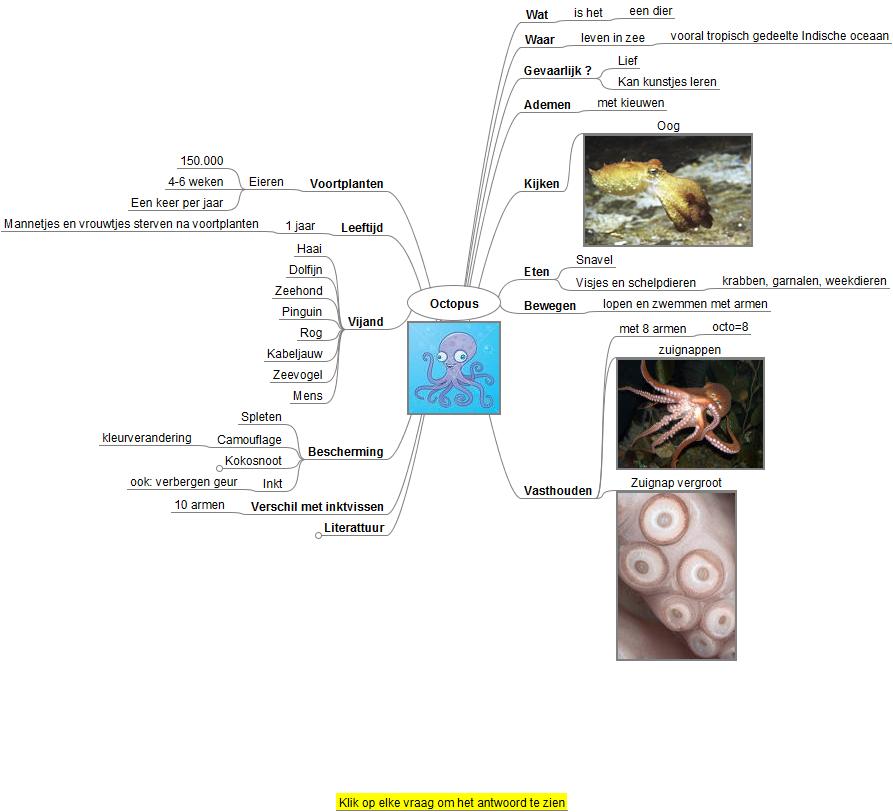 Octopus
Wat is het een dier
Waar leven in zee vooral tropisch gedeelte Indische oceaan
Gevaarlijk ?
Lief
Kan kunstjes leren
Ademen met kieuwen
Kijken
Oog
Eten
Snavel
Visjes en schelpdieren krabben, garnalen, weekdieren
Bewegen lopen en zwemmen met armen
Vasthouden
met 8 armen octo=8
zuignappen
Zuignap vergroot
Voortplanten
Eieren
150.000
4-6 weken
Een keer per jaar
Leeftijd
1 jaar
Mannetjes en vrouwtjes sterven na voortplanten
Vijand
Haai
Dolfijn
Zeehond
Pinguin
Rog
Kabeljauw
Zeevogel
Mens
Bescherming
Spleten
Camouflage
kleurverandering
Kokosnoot
Inkt
ook: verbergen geur
Verschil met inktvissen
10 armen
Literattuur
Klik op elke vraag om het antwoord te zien